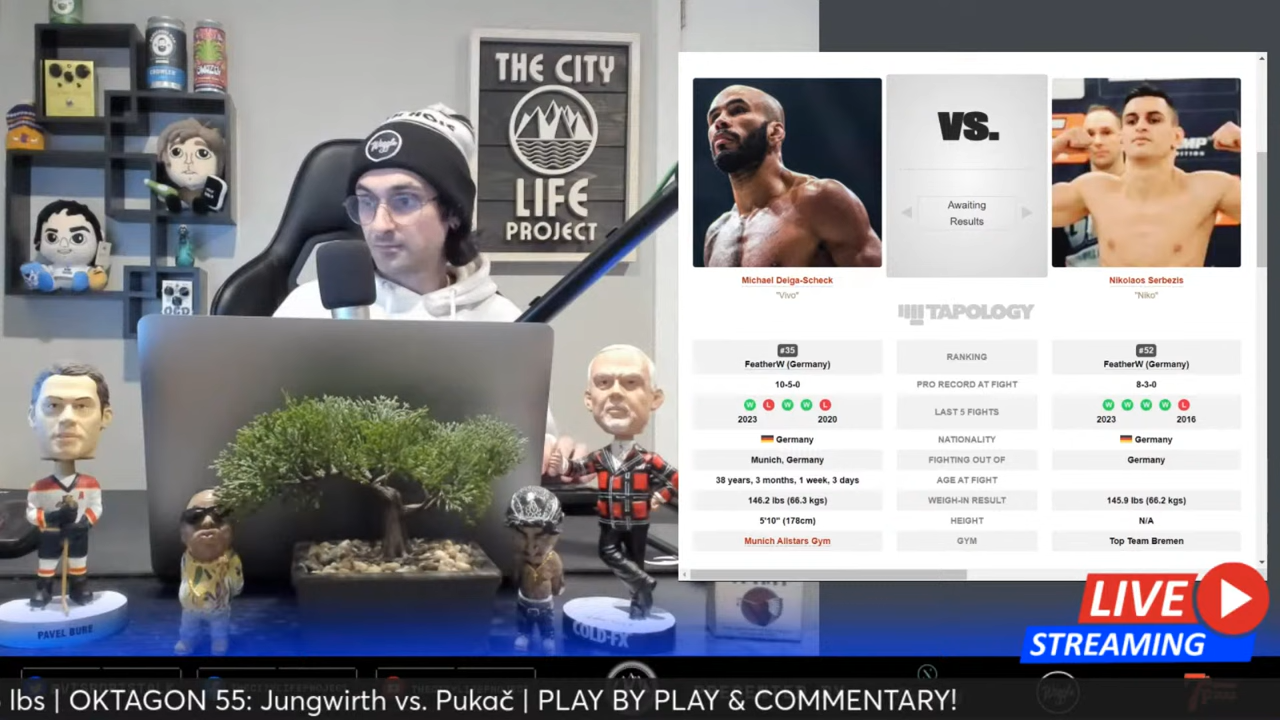 THE CITY
LIFE
PROJECT
Wyggle
PAVEL BURE
COLD-FX
VS.
Awaiting
Results
Michael Deiga-Scheck
"Vivo"
Nikolaos Serbezis
"Niko"
TAPOLOGY
#35
FeatherW (Germany)
RANKING
#52
FeatherW (Germany)
10-5-0
PRO RECORD AT FIGHT
8-3-0
W L W W L
2023 2020
LAST 5 FIGHTS
W W W W L
2023 2016
Germany
NATIONALITY
Germany
Munich, Germany
FIGHTING OUT OF
Germany
38 years, 3 months, 1 week, 3 days
AGE AT FIGHT
146.2 lbs (66.3 kgs)
WEIGH-IN RESULT
145.9 lbs (66.2 kgs)
5'10" (178cm)
HEIGHT
N/A
Munich Allstars Gym
GYM
Top Team Bremen
LIVE
STREAMING
lbs | OKTAGON 55: Jungwirth vs. Pukač | PLAY BY PLAY & COMMENTARY!